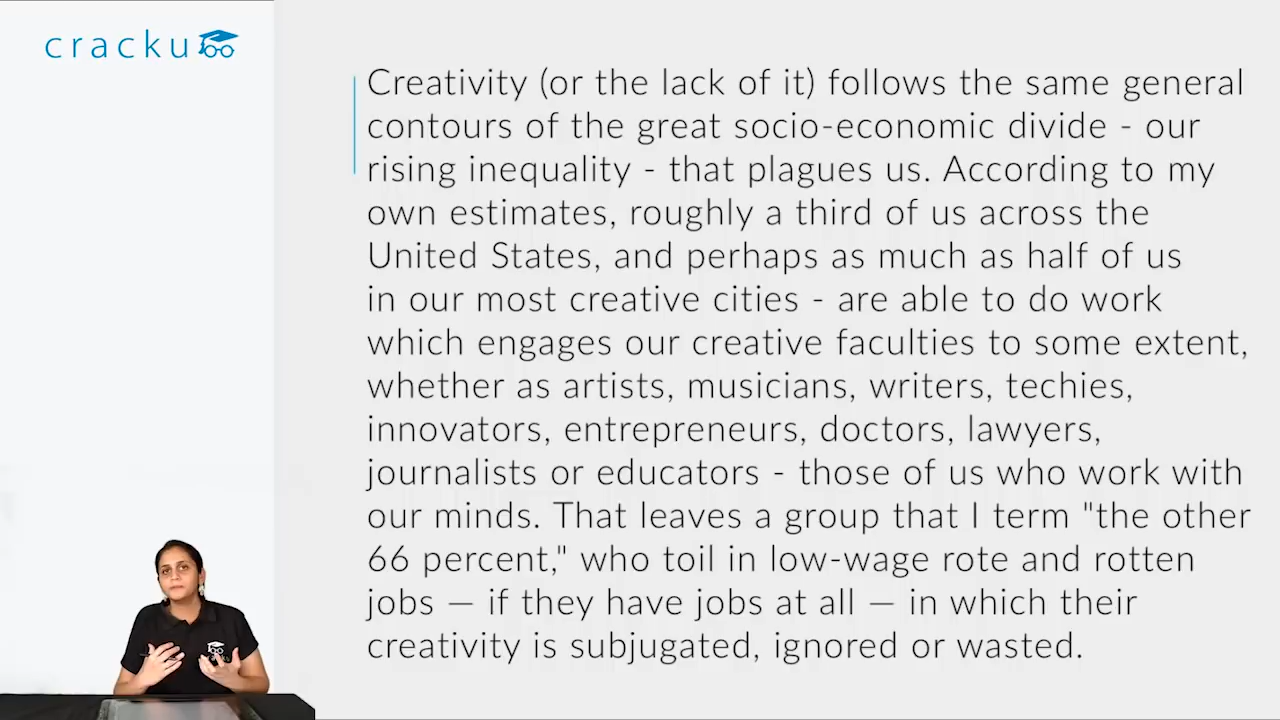 cracku
Creativity (or the lack of it) follows the same general
contours of the great socio-economic divide - our
rising inequality - that plagues us. According to my
own estimates, roughly a third of us across the
United States, and perhaps as much as half of us
in our most creative cities - are able to do work
which engages our creative faculties to some extent,
whether as artists, musicians, writers, techies,
innovators, entrepreneurs, doctors, lawyers,
journalists or educators - those of us who work with
our minds. That leaves a group that I term "the other
66 percent," who toil in low-wage rote and rotten
jobs — if they have jobs at all — in which their
creativity is subjugated, ignored or wasted.